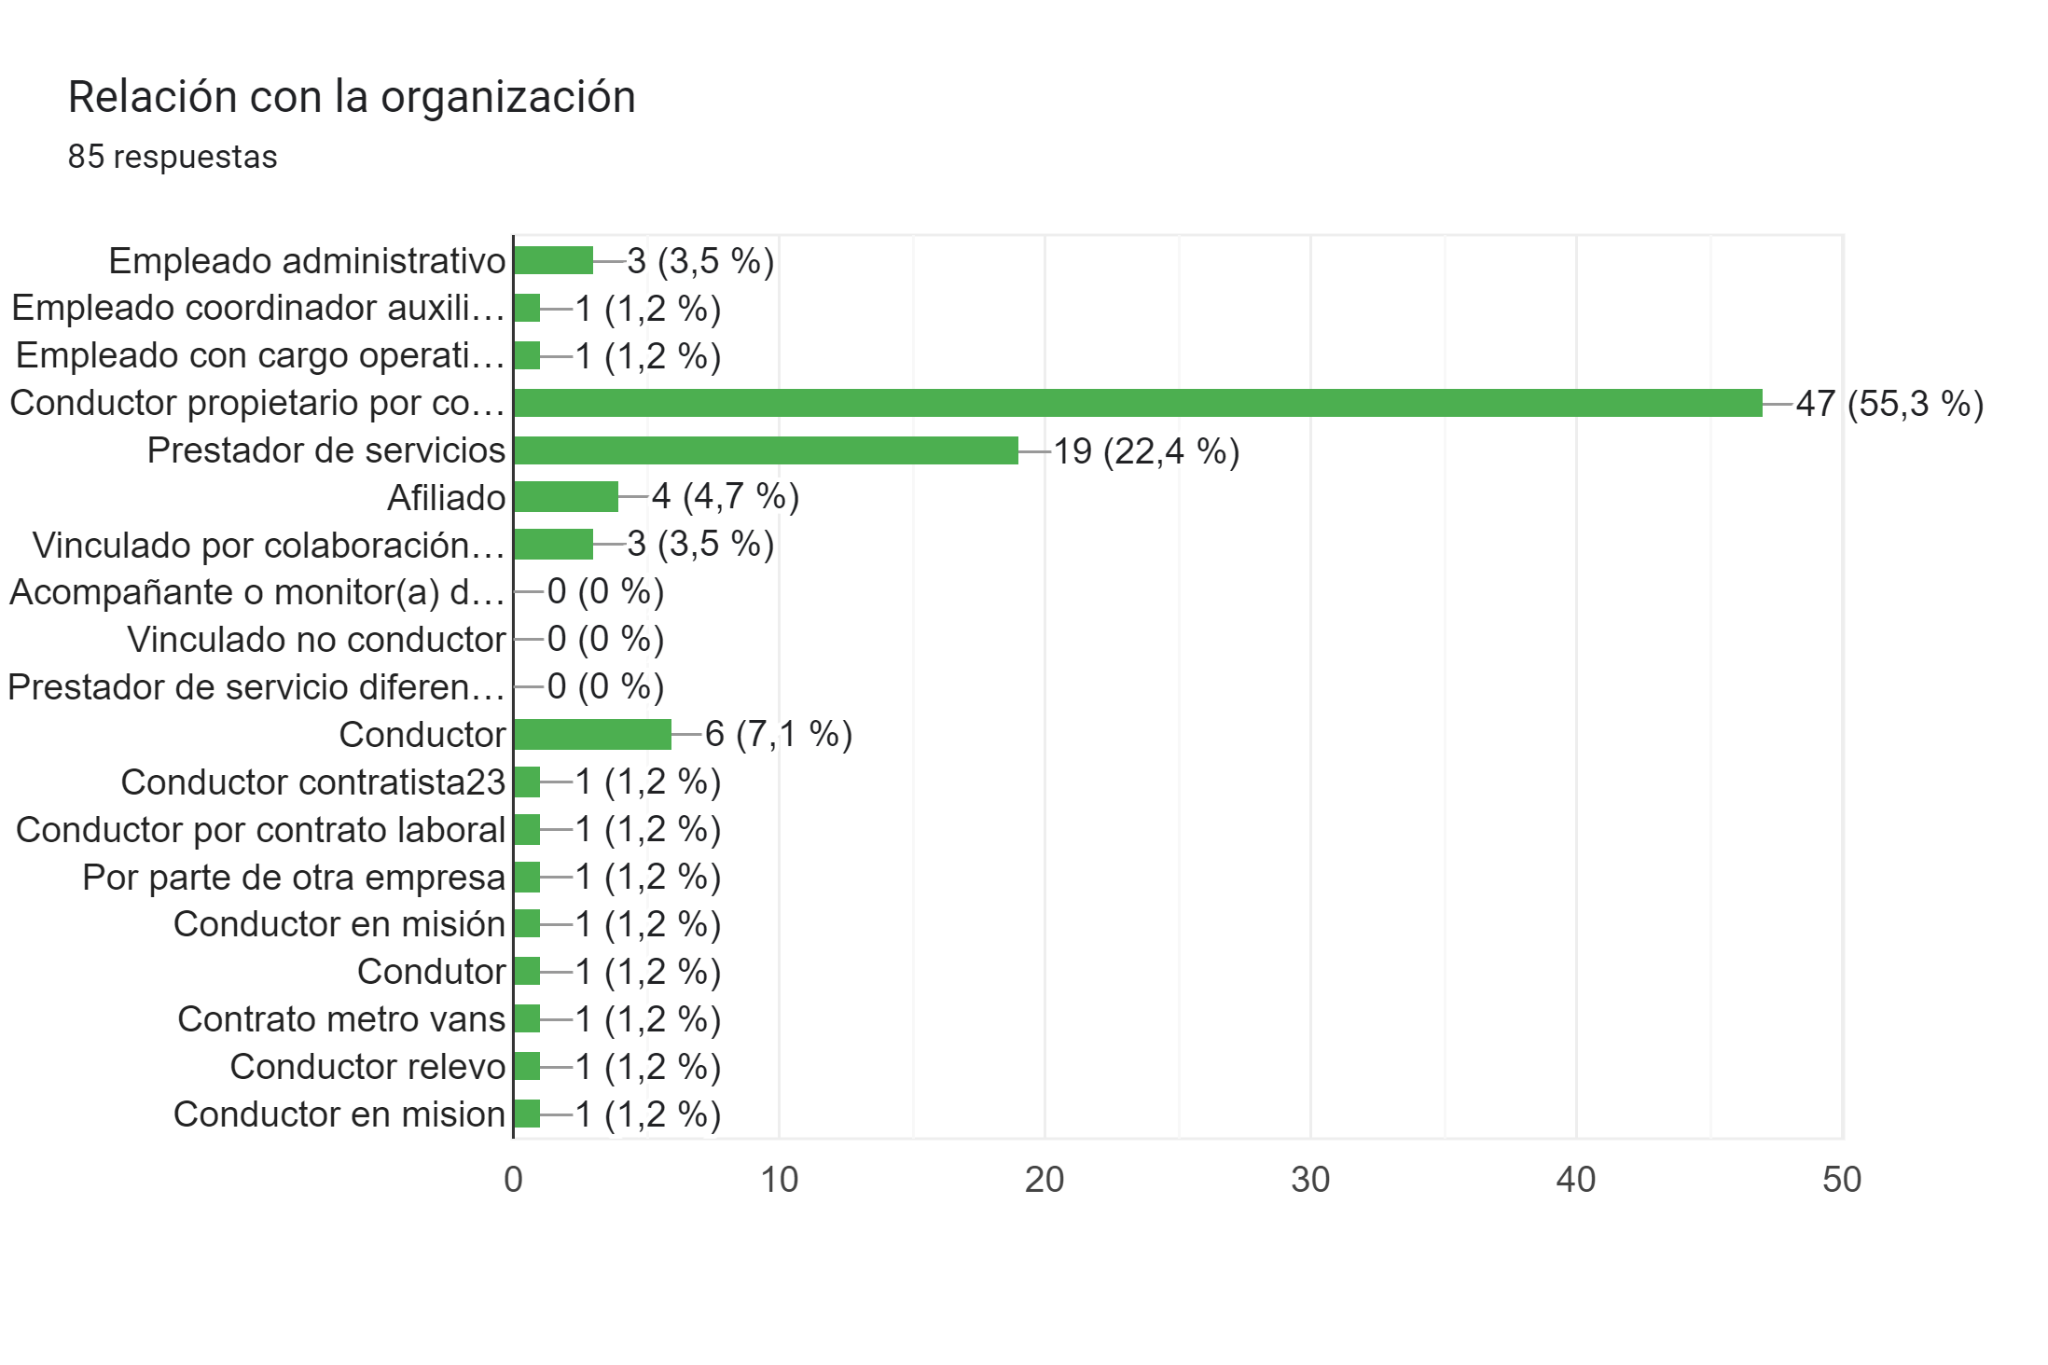 Relación con la organización
85 respuestas
Empleado administrativo 3 (3,5 %)
Empleado coordinador auxili… 1 (1,2 %)
Empleado con cargo operati… 1 (1,2 %)
Conductor propietario por co… 47 (55,3 %)
Prestador de servicios 19 (22,4 %)
Afiliado 4 (4,7 %)
Vinculado por colaboración… 3 (3,5 %)
Acompañante o monitor(a) d… 0 (0 %)
Vinculado no conductor 0 (0 %)
Prestador de servicio diferen… 0 (0 %)
Conductor 6 (7,1 %)
Conductor contratista23 1 (1,2 %)
Conductor por contrato laboral 1 (1,2 %)
Por parte de otra empresa 1 (1,2 %)
Conductor en misión 1 (1,2 %)
Condutor 1 (1,2 %)
Contrato metro vans 1 (1,2 %)
Conductor relevo 1 (1,2 %)
Conductor en mision 1 (1,2 %)
0 10 20 30 40 50